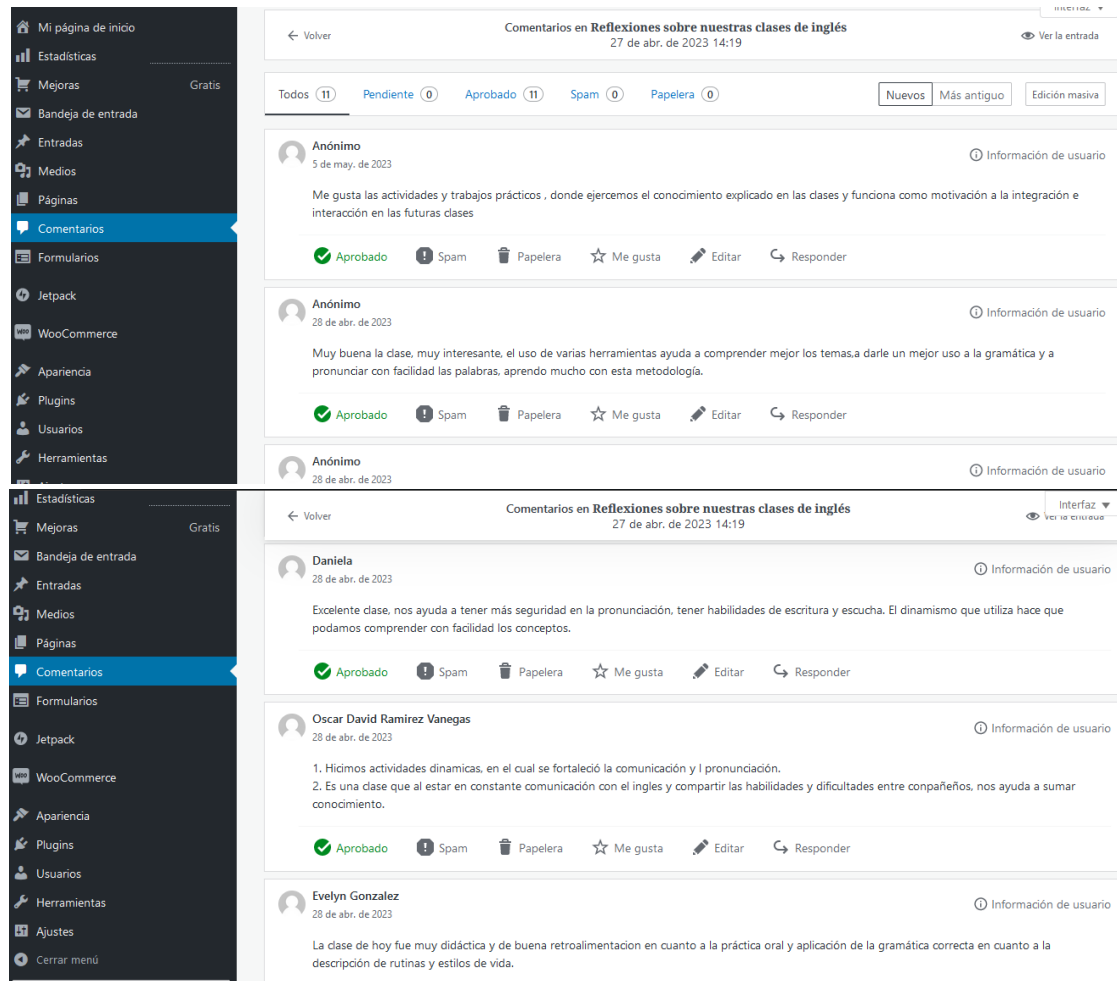 Mi página de inicio
Estadísticas
Mejoras Gratis
Bandeja de entrada
Entradas
Medios
Páginas
Comentarios
Formularios
Jetpack
WooCommerce
Apariencia
Plugins
Usuarios
Herramientas
Interfaz
← Volver
Comentarios en Reflexiones sobre nuestras clases de inglés
27 de abr. de 2023 14:19
Ver la entrada
Todos 11 Pendiente 0 Aprobado 11 Spam 0 Papelera 0 Nuevos Más antiguo Edición masiva
Anónimo
5 de may. de 2023
Información de usuario
Me gusta las actividades y trabajos prácticos , donde ejercemos el conocimiento explicado en las clases y funciona como motivación a la integración e
interacción en las futuras clases
Aprobado Spam Papelera Me gusta Editar Responder
Anónimo
28 de abr. de 2023
Información de usuario
Muy buena la clase, muy interesante, el uso de varias herramientas ayuda a comprender mejor los temas,a darle un mejor uso a la gramática y a
pronunciar con facilidad las palabras, aprendo mucho con esta metodología.
Aprobado Spam Papelera Me gusta Editar Responder
Anónimo
28 de abr. de 2023
Información de usuario
Estadísticas
Mejoras Gratis
Bandeja de entrada
Entradas
Medios
Páginas
Comentarios
Formularios
Jetpack
WooCommerce
Apariencia
Plugins
Usuarios
Herramientas
Ajustes
Cerrar menú
← Volver
Comentarios en Reflexiones sobre nuestras clases de inglés
27 de abr. de 2023 14:19
Interfaz
Ver la entrada
Daniela
28 de abr. de 2023
Información de usuario
Excelente clase, nos ayuda a tener más seguridad en la pronunciación, tener habilidades de escritura y escucha. El dinamismo que utiliza hace que
podamos comprender con facilidad los conceptos.
Aprobado Spam Papelera Me gusta Editar Responder
Oscar David Ramirez Vanegas
28 de abr. de 2023
Información de usuario
1. Hicimos actividades dinamicas, en el cual se fortaleció la comunicación y l pronunciación.
2. Es una clase que al estar en constante comunicación con el ingles y compartir las habilidades y dificultades entre conpañeños, nos ayuda a sumar
conocimiento.
Aprobado Spam Papelera Me gusta Editar Responder
Evelyn Gonzalez
28 de abr. de 2023
Información de usuario
La clase de hoy fue muy didáctica y de buena retroalimentacion en cuanto a la práctica oral y aplicación de la gramática correcta en cuanto a la
descripción de rutinas y estilos de vida.